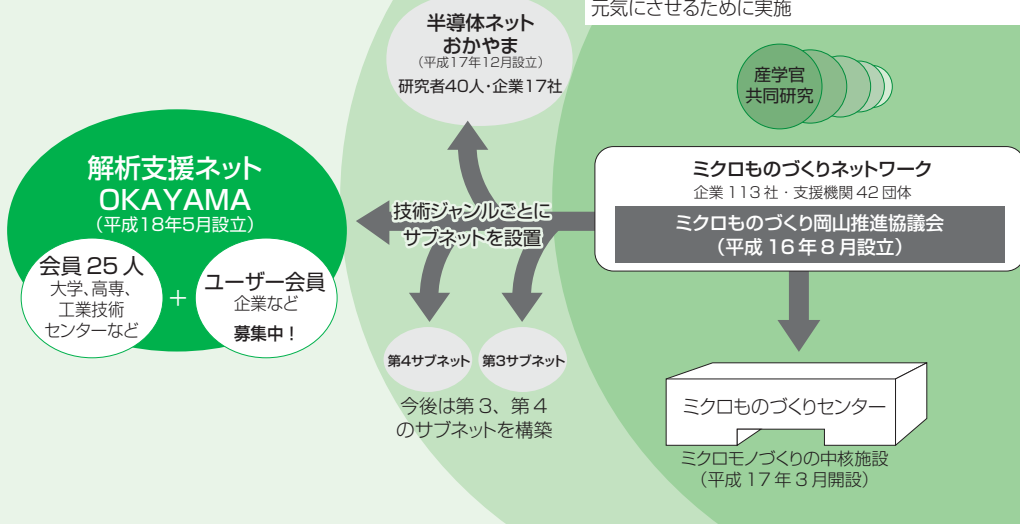 元気にさせるために実施
半導体ネット
おかやま
(平成17年12月設立)
研究者40人・企業17社
産学官
共同研究
解析支援ネット
OKAYAMA
(平成18年5月設立)
会員 25 人
大学、高専、
工業技術
センターなど
+
ユーザー会員
企業など
募集中！
技術ジャンルごとに
サブネットを設置
ミクロものづくりネットワーク
企業 113 社・支援機関 42 団体
ミクロものづくり岡山推進協議会
(平成 16 年 8 月設立)
第4サブネット
第3サブネット
今後は第 3、第 4
のサブネットを構築
ミクロものづくりセンター
ミクロモノづくりの中核施設
(平成 17 年 3 月開設)